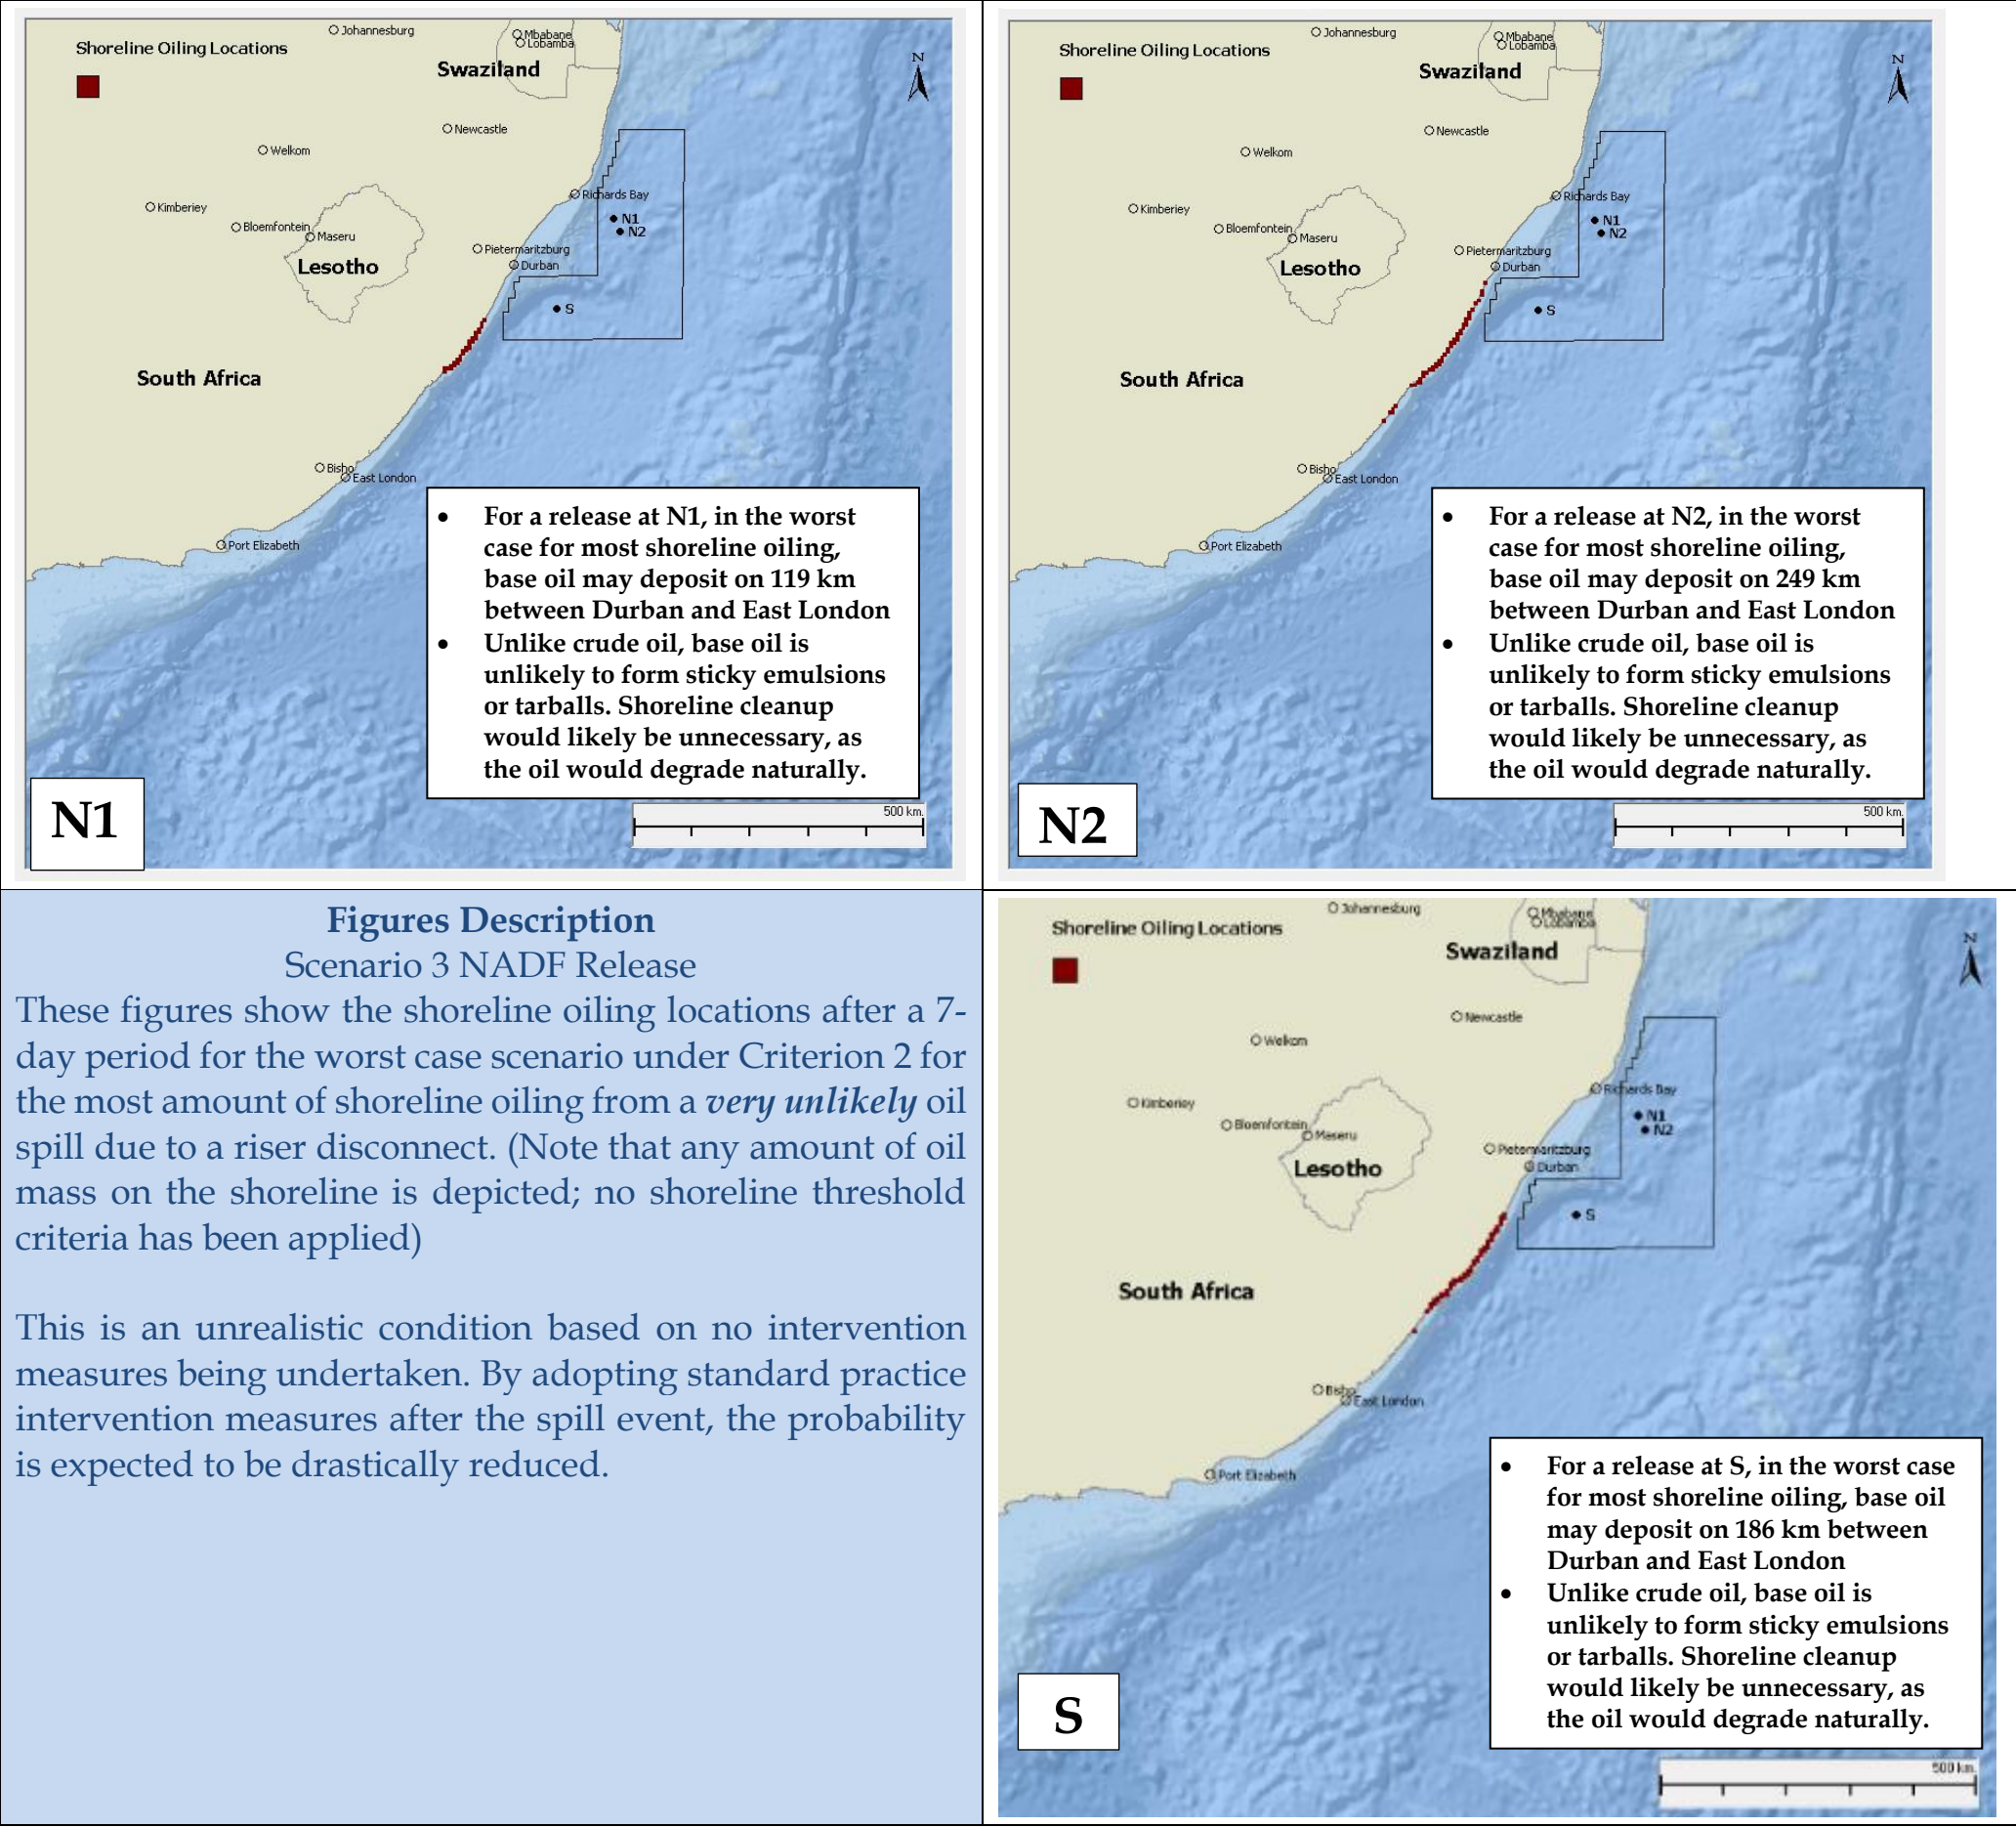 Shoreline Oiling Locations
Johannesburg
Mbabane
Lobamba
Swaziland
N
Newcastle
Welkom
Richards Bay
Kimberley
N1
Bloemfontein
N2
Maseru
Pietermaritzburg
Lesotho
Durban
S
South Africa
Bisho
East London
Port Elizabeth
• For a release at N1, in the worst
case for most shoreline oiling,
base oil may deposit on 119 km
between Durban and East London
• Unlike crude oil, base oil is
unlikely to form sticky emulsions
or tarballs. Shoreline cleanup
would likely be unnecessary, as
the oil would degrade naturally.
N1
500 km.
Shoreline Oiling Locations
Johannesburg
Mbabane
Lobamba
Swaziland
N
Newcastle
Welkom
Richards Bay
Kimberley
N1
Bloemfontein
N2
Maseru
Pietermaritzburg
Lesotho
Durban
S
South Africa
Bisho
East London
Port Elizabeth
• For a release at N2, in the worst
case for most shoreline oiling,
base oil may deposit on 249 km
between Durban and East London
• Unlike crude oil, base oil is
unlikely to form sticky emulsions
or tarballs. Shoreline cleanup
would likely be unnecessary, as
the oil would degrade naturally.
N2
500 km.
Figures Description
Scenario 3 NADF Release
These figures show the shoreline oiling locations after a 7-
day period for the worst case scenario under Criterion 2 for
the most amount of shoreline oiling from a very unlikely oil
spill due to a riser disconnect. (Note that any amount of oil
mass on the shoreline is depicted; no shoreline threshold
criteria has been applied)
This is an unrealistic condition based on no intervention
measures being undertaken. By adopting standard practice
intervention measures after the spill event, the probability
is expected to be drastically reduced.
Shoreline Oiling Locations
Johannesburg
Mbabane
Lobamba
Swaziland
N
Newcastle
Welkom
Richards Bay
Kimberley
N1
Bloemfontein
N2
Maseru
Pietermaritzburg
Lesotho
Durban
S
South Africa
Bisho
East London
Port Elizabeth
• For a release at S, in the worst case
for most shoreline oiling, base oil
may deposit on 186 km between
Durban and East London
• Unlike crude oil, base oil is
unlikely to form sticky emulsions
or tarballs. Shoreline cleanup
would likely be unnecessary, as
the oil would degrade naturally.
S
500 km.